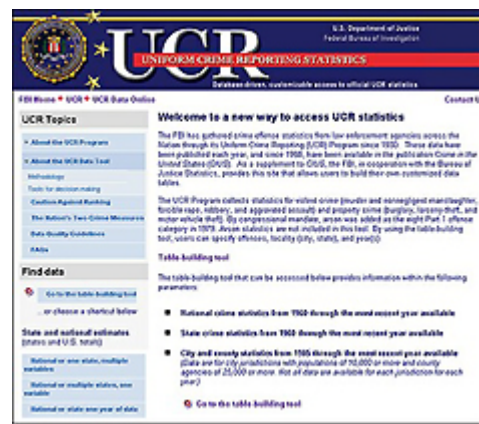 U.S. Department of Justice
Federal Bureau of Investigation
UCR
UNIFORM CRIME REPORTING STATISTICS
Database driven, customizable access to official UCR statistics
FBI Home UCR UCR Data Online
Contact U
UCR Topics
About the UCR Program
About the UCR Data Tool
Methodology
Tools for decision making
Caution Against Ranking
The Nation's Two Crime Measures
Data Quality Guidelines
FAQs
Find data
Go to the table-building tool
... or choose a shortcut below
State and national estimates
(states and U.S. totals)
National or one state, multiple
variables
National or multiple states, one
variable
National or state one year of data
Welcome to a new way to access UCR statistics
The FBI has gathered crime offense statistics from law enforcement agencies across the
Nation through its Uniform Crime Reporting (UCR) Program since 1930. These data have
been published each year, and since 1958, have been available in the publication Crime in the
United States (CIUS). As a supplement to CIUS, the FBI, in cooperation with the Bureau of
Justice Statistics, provides this site that allows users to build their own customized data
tables.
The UCR Program collects statistics for violent crime (murder and nonnegligent manslaughter,
forcible rape, robbery, and aggravated assault) and property crime (burglary, larceny-theft, and
motor vehicle theft). By congressional mandate, arson was added as the eighth Part I offense
category in 1979. Arson statistics are not included in this tool. By using the table-building
tool, users can specify offenses, locality (city, state), and year(s).
Table-building tool
The table-building tool that can be accessed below provides information within the following
parameters:
■ National crime statistics from 1960 through the most recent year available
■ State crime statistics from 1960 through the most recent year available
■ City and county statistics from 1985 through the most recent year available
(Data are for city jurisdictions with populations of 10,000 or more and county
agencies of 25,000 or more. Not all data are available for each jurisdiction for each
year.)
Go to the table-building tool